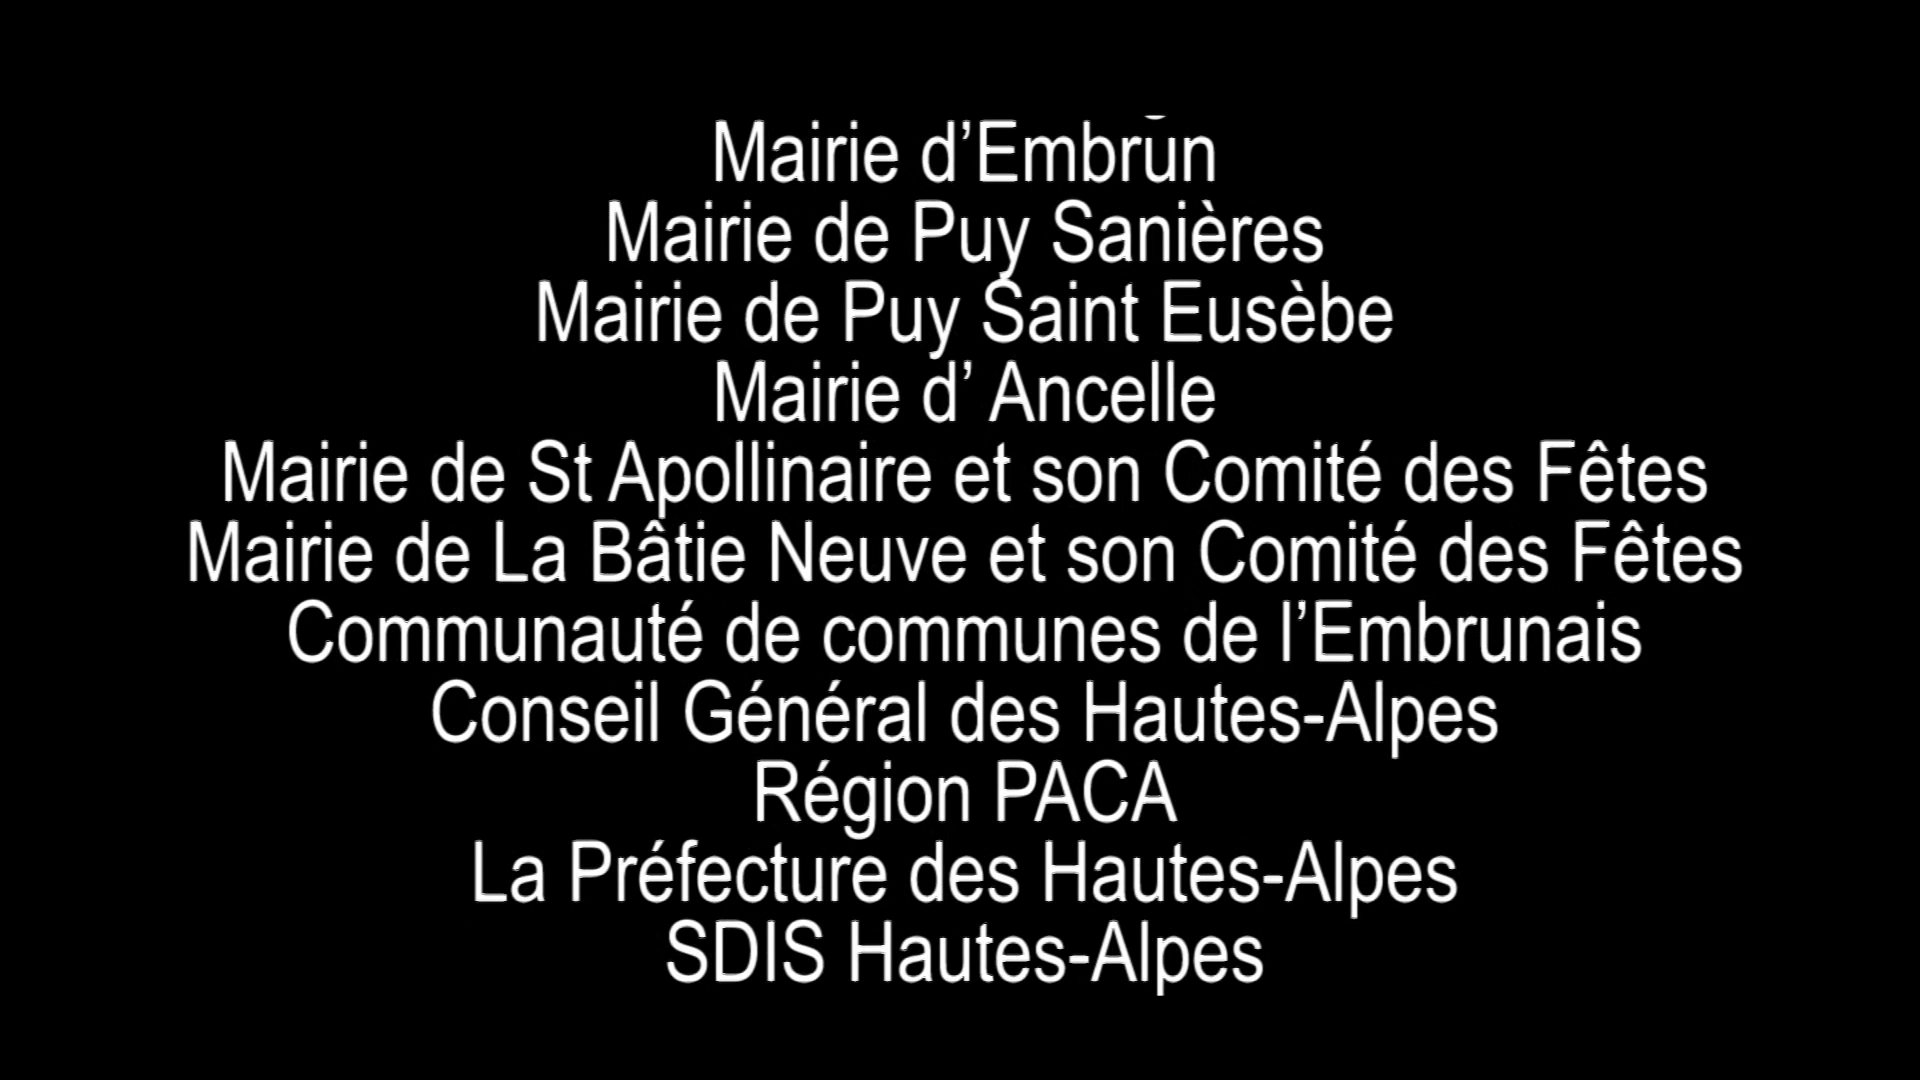 Mairie d’Embrun
Mairie de Puy Sanières
Mairie de Puy Saint Eusèbe
Mairie d’ Ancelle
Mairie de St Apollinaire et son Comité des Fêtes
Mairie de La Bâtie Neuve et son Comité des Fêtes
Communauté de communes de l’Embrunais
Conseil Général des Hautes-Alpes
Région PACA
La Préfecture des Hautes-Alpes
SDIS Hautes-Alpes